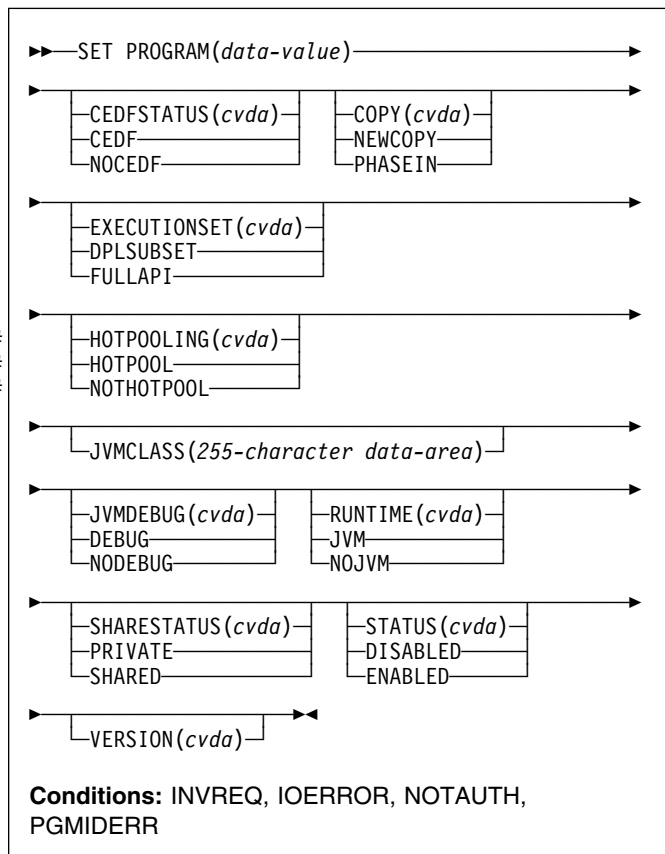 SET PROGRAM(data-value)
CEDFSTATUS(cvda) COPY(cvda)
CEDF NEWCOPY
NOCEDF PHASEIN
EXECUTIONSET(cvda)
DPLSUBSET
FULLAPI
# HOTPOOLING(cvda)
# HOTPOOL
# NOTHOTPOOL
JVMCLASS(255-character data-area)
JVMDEBUG(cvda) RUNTIME(cvda)
DEBUG JVM
NODEBUG NOJVM
SHARESTATUS(cvda) STATUS(cvda)
PRIVATE DISABLED
SHARED ENABLED
VERSION(cvda)
Conditions: INVREQ, IOERROR, NOTAUTH,
PGMIDERR